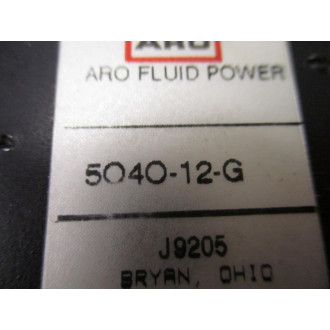 ARO
ARO FLUID POWER
5040-12-G
J9205
BRYAN, OHIO